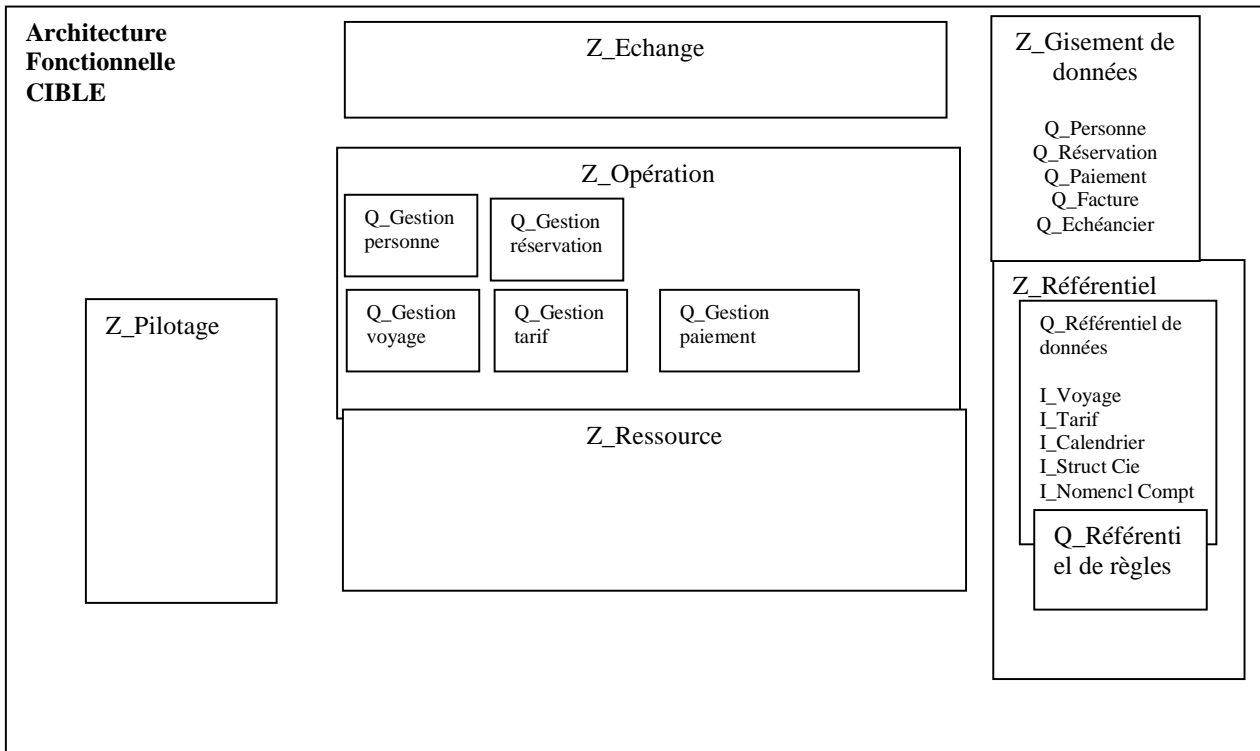 Architecture
Fonctionnelle
CIBLE
Z_Echange
Z_Gisement de
données
Q_Personne
Q_Réservation
Q_Paiement
Q_Facture
Q_Echéancier
Z_Opération
Q_Gestion
personne
Q_Gestion
réservation
Q_Gestion
voyage
Q_Gestion
tarif
Q_Gestion
paiement
Z_Pilotage
Z_Ressource
Z_Référentiel
Q_Référentiel de
données
I_Voyage
I_Tarif
I_Calendrier
I_Struct Cie
I_Nomencl Compt
Q_Référenti
el de règles